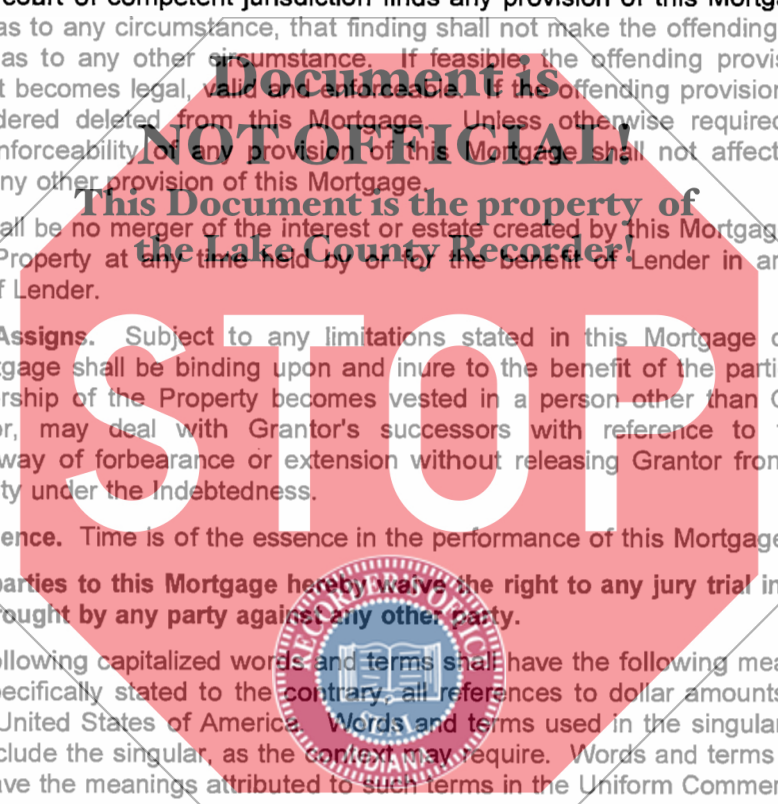 court of competent jurisdiction finds any provision of this Mortga
as to any circumstance, that finding shall not make the offending
as to any other circumstance. If feasible, the offending provis
t becomes legal, valid and enforceable. If the offending provision
dered deleted from this Mortgage. Unless otherwise required
nforceability of any provision of this Mortgage shall not affect
ny other provision of this Mortgage.
Document is
NOT OFFICIAL!
This Document is the property of
the Lake County Recorder!
all be no merger of the interest or estate created by this Mortgag
Property at any time held by or for the benefit of Lender in an
f Lender.
Assigns. Subject to any limitations stated in this Mortgage o
tgage shall be binding upon and inure to the benefit of the parti
rship of the Property becomes vested in a person other than G
or, may deal with Grantor's successors with reference to t
way of forbearance or extension without releasing Grantor from
ty under the Indebtedness.
STOP
ence. Time is of the essence in the performance of this Mortgage
parties to this Mortgage hereby waive the right to any jury trial in
rought by any party against any other party.
ollowing capitalized words and terms shall have the following mea
pecifically stated to the contrary, all references to dollar amounts
United States of America. Words and terms used in the singular
clude the singular, as the context may require. Words and terms
ave the meanings attributed to such terms in the Uniform Commer
SEAL
INDIANA